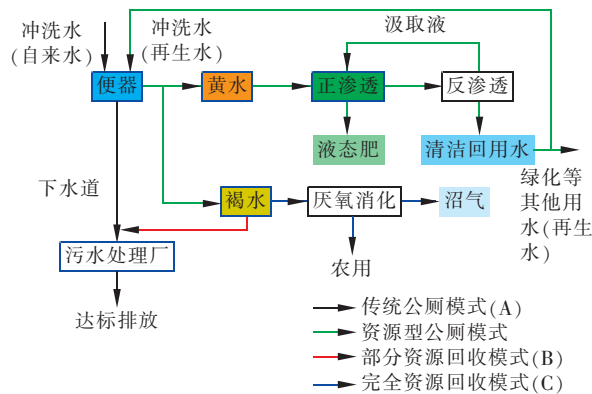 冲洗水
(自来水)
冲洗水
(再生水)
汲取液
便器
黄水
正渗透
反渗透
液态肥
清洁回用水
下水道
褐水
厌氧消化
沼气
绿化等
其他用
水(再生
水)
污水处理厂
农用
达标排放
传统公厕模式(A)
资源型公厕模式
部分资源回收模式(B)
完全资源回收模式(C)